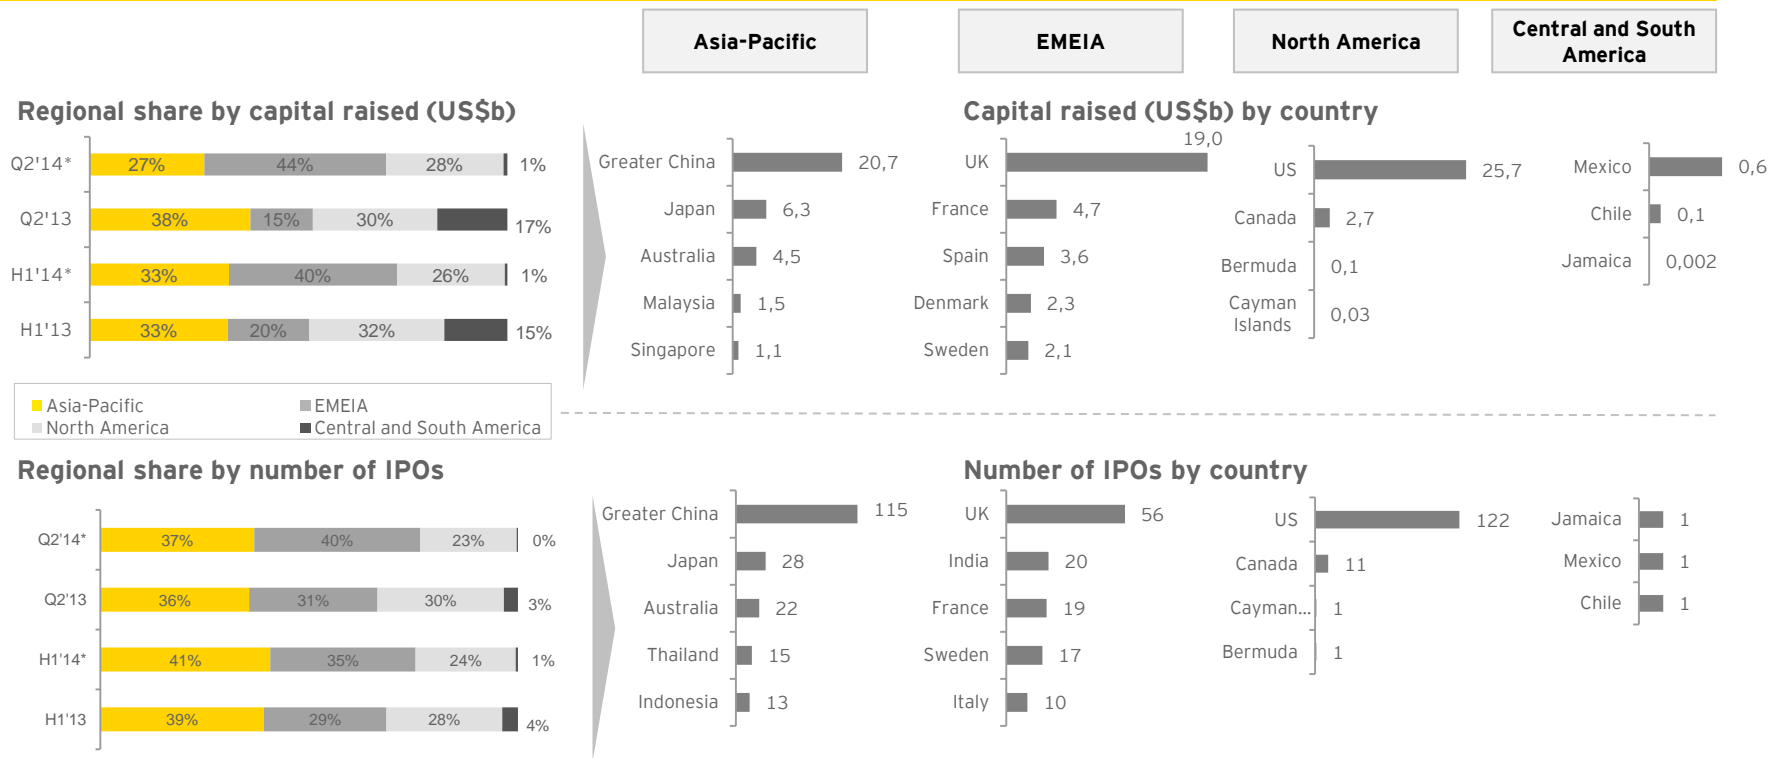 Asia-Pacific
EMEIA
North America
Central and South
America
Regional share by capital raised (US$b)
Q2'14* 27% 44% 28% 1%
Q2'13 38% 15% 30% 17%
H1'14* 33% 40% 26% 1%
H1'13 33% 20% 32% 15%
Asia-Pacific EMEIA
North America Central and South America
Capital raised (US$b) by country
Greater China 20,7
Japan 6,3
Australia 4,5
Malaysia 1,5
Singapore 1,1
UK 19,0
France 4,7
Spain 3,6
Denmark 2,3
Sweden 2,1
US 25,7
Canada 2,7
Bermuda 0,1
Cayman
Islands 0,03
Mexico 0,6
Chile 0,1
Jamaica 0,002
Regional share by number of IPOs
Q2'14* 37% 40% 23% 0%
Q2'13 36% 31% 30% 3%
H1'14* 41% 35% 24% 1%
H1'13 39% 29% 28% 4%
Number of IPOs by country
Greater China 115
Japan 28
Australia 22
Thailand 15
Indonesia 13
UK 56
India 20
France 19
Sweden 17
Italy 10
US 122
Canada 11
Cayman... 1
Bermuda 1
Jamaica 1
Mexico 1
Chile 1